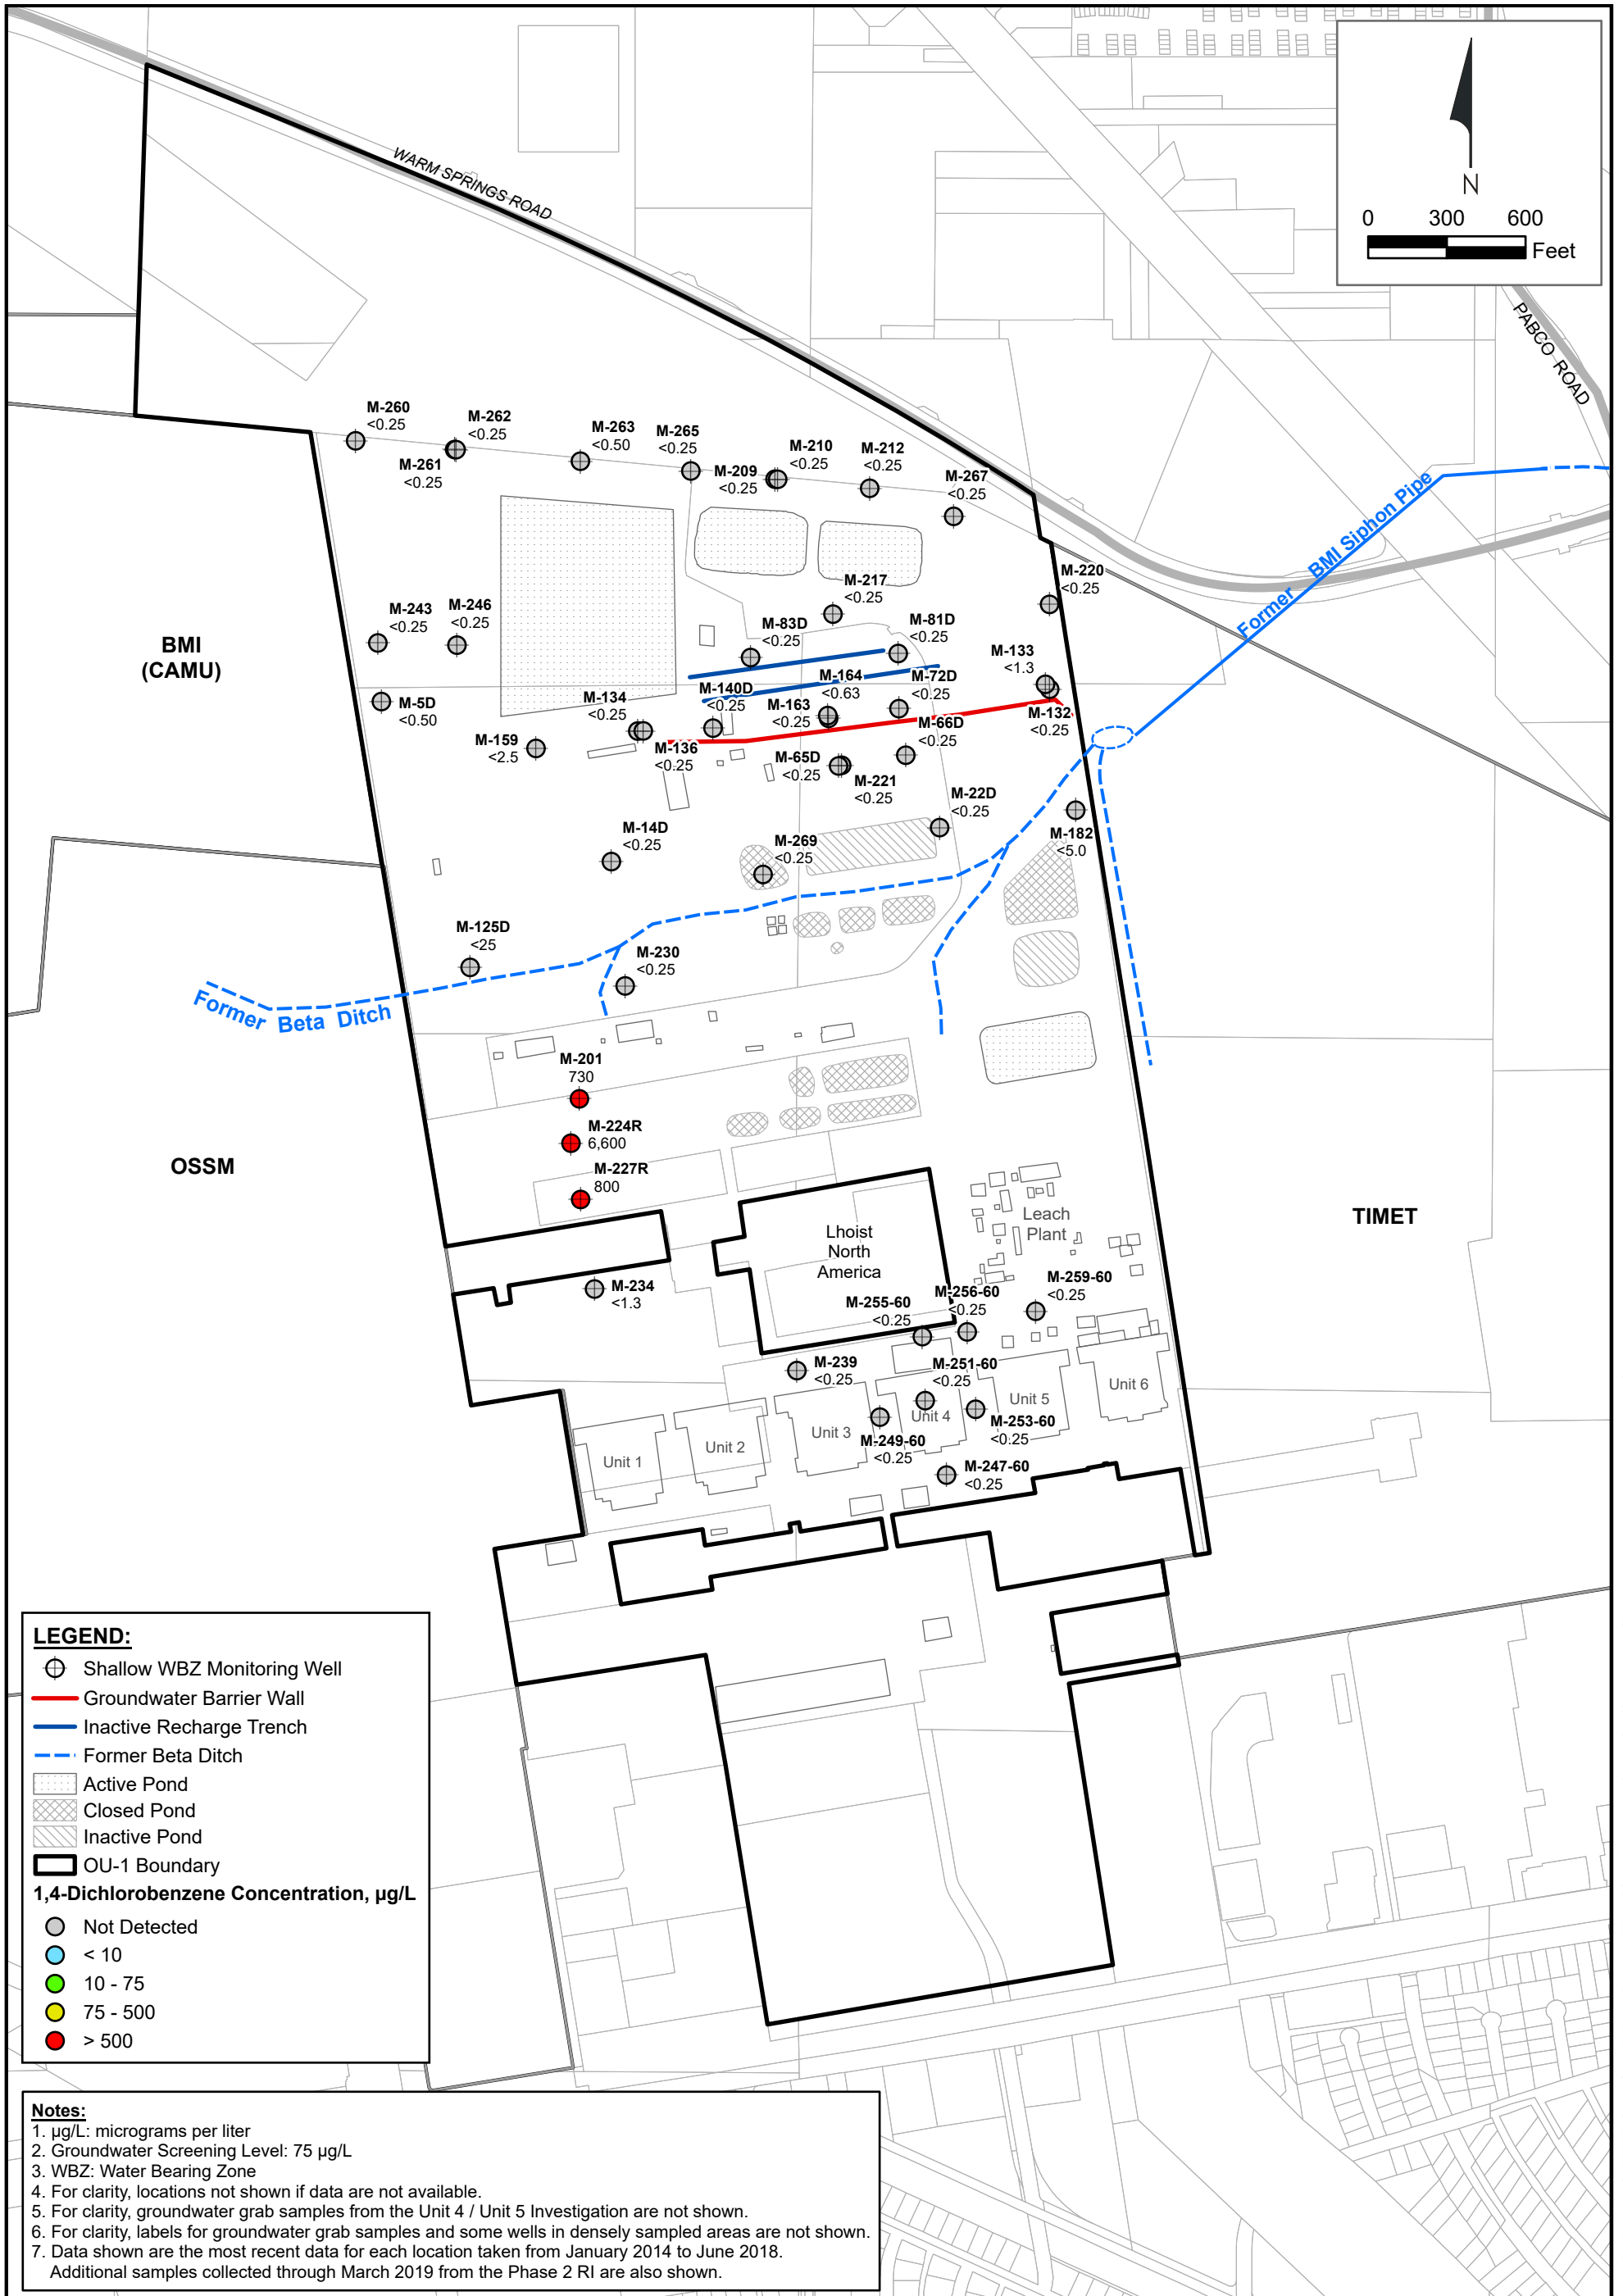 N
0 300 600
Feet
WARM SPRINGS ROAD
PABCO ROAD
M-260
<0.25
M-262
<0.25
M-261
<0.25
M-263
<0.50
M-265
<0.25
M-209
<0.25
M-210
<0.25
M-212
<0.25
M-267
<0.25
Former BMI Siphon Pipe
M-220
<0.25
M-217
<0.25
M-243
<0.25
M-246
<0.25
M-83D
<0.25
M-81D
<0.25
BMI
(CAMU)
M-133
<1.3
M-5D
<0.50
M-134
<0.25
M-140D
<0.25
M-164
<0.63
M-163
<0.25
M-72D
<0.25
M-132
<0.25
M-159
<2.5
M-136
<0.25
M-66D
<0.25
M-65D
<0.25
M-221
<0.25
M-22D
<0.25
M-182
<5.0
M-14D
<0.25
M-269
<0.25
M-125D
<25
M-230
<0.25
Former Beta Ditch
M-201
730
M-224R
6,600
M-227R
800
OSSM
TIMET
Leach
Plant
Lhoist
North
America
M-234
<1.3
M-259-60
<0.25
M-256-60
<0.25
M-255-60
<0.25
M-239
<0.25
M-251-60
<0.25
M-253-60
<0.25
M-249-60
<0.25
M-247-60
<0.25
Unit 1
Unit 2
Unit 3
Unit 4
Unit 5
Unit 6
LEGEND:
Shallow WBZ Monitoring Well
Groundwater Barrier Wall
Inactive Recharge Trench
Former Beta Ditch
Active Pond
Closed Pond
Inactive Pond
OU-1 Boundary
1,4-Dichlorobenzene Concentration, µg/L
Not Detected
< 10
10 - 75
75 - 500
> 500
Notes:
1. µg/L: micrograms per liter
2. Groundwater Screening Level: 75 µg/L
3. WBZ: Water Bearing Zone
4. For clarity, locations not shown if data are not available.
5. For clarity, groundwater grab samples from the Unit 4 / Unit 5 Investigation are not shown.
6. For clarity, labels for groundwater grab samples and some wells in densely sampled areas are not shown.
7. Data shown are the most recent data for each location taken from January 2014 to June 2018.
Additional samples collected through March 2019 from the Phase 2 RI are also shown.